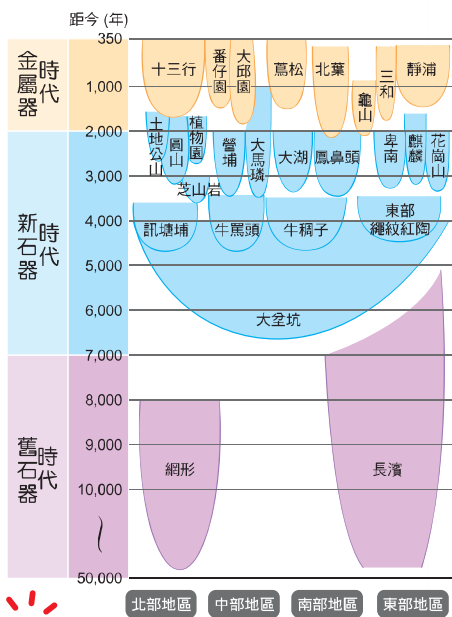 距今 (年)
350
1,000
2,000
3,000
4,000
5,000
6,000
7,000
8,000
9,000
10,000
50,000
金屬器時代
新石器時代
舊石器時代
十三行
番仔園
大邱園
蔦松
北葉
龜山
三和
靜浦
土地公山
圓山
植物園
營埔
大馬璘
大湖
鳳鼻頭
卑南
麒麟
花崗山
芝山岩
訊塘埔
牛罵頭
牛稠子
東部
繩紋紅陶
大坌坑
網形
長濱
北部地區
中部地區
南部地區
東部地區